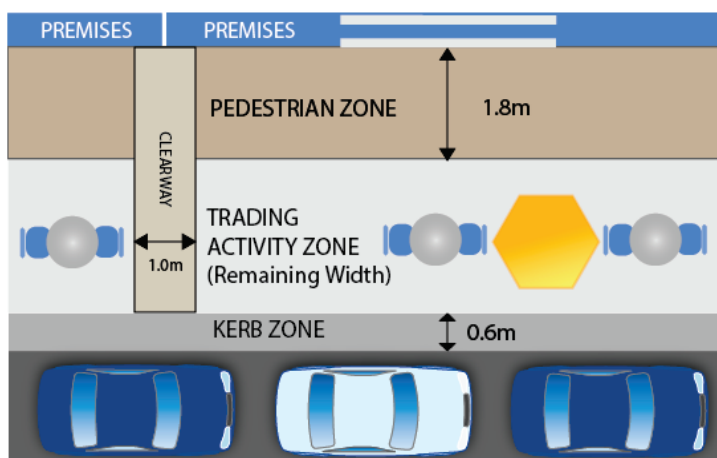 PREMISES
PREMISES
PEDESTRIAN ZONE
1.8m
CLEARWAY
1.0m
TRADING
ACTIVITY ZONE
(Remaining Width)
KERB ZONE
0.6m